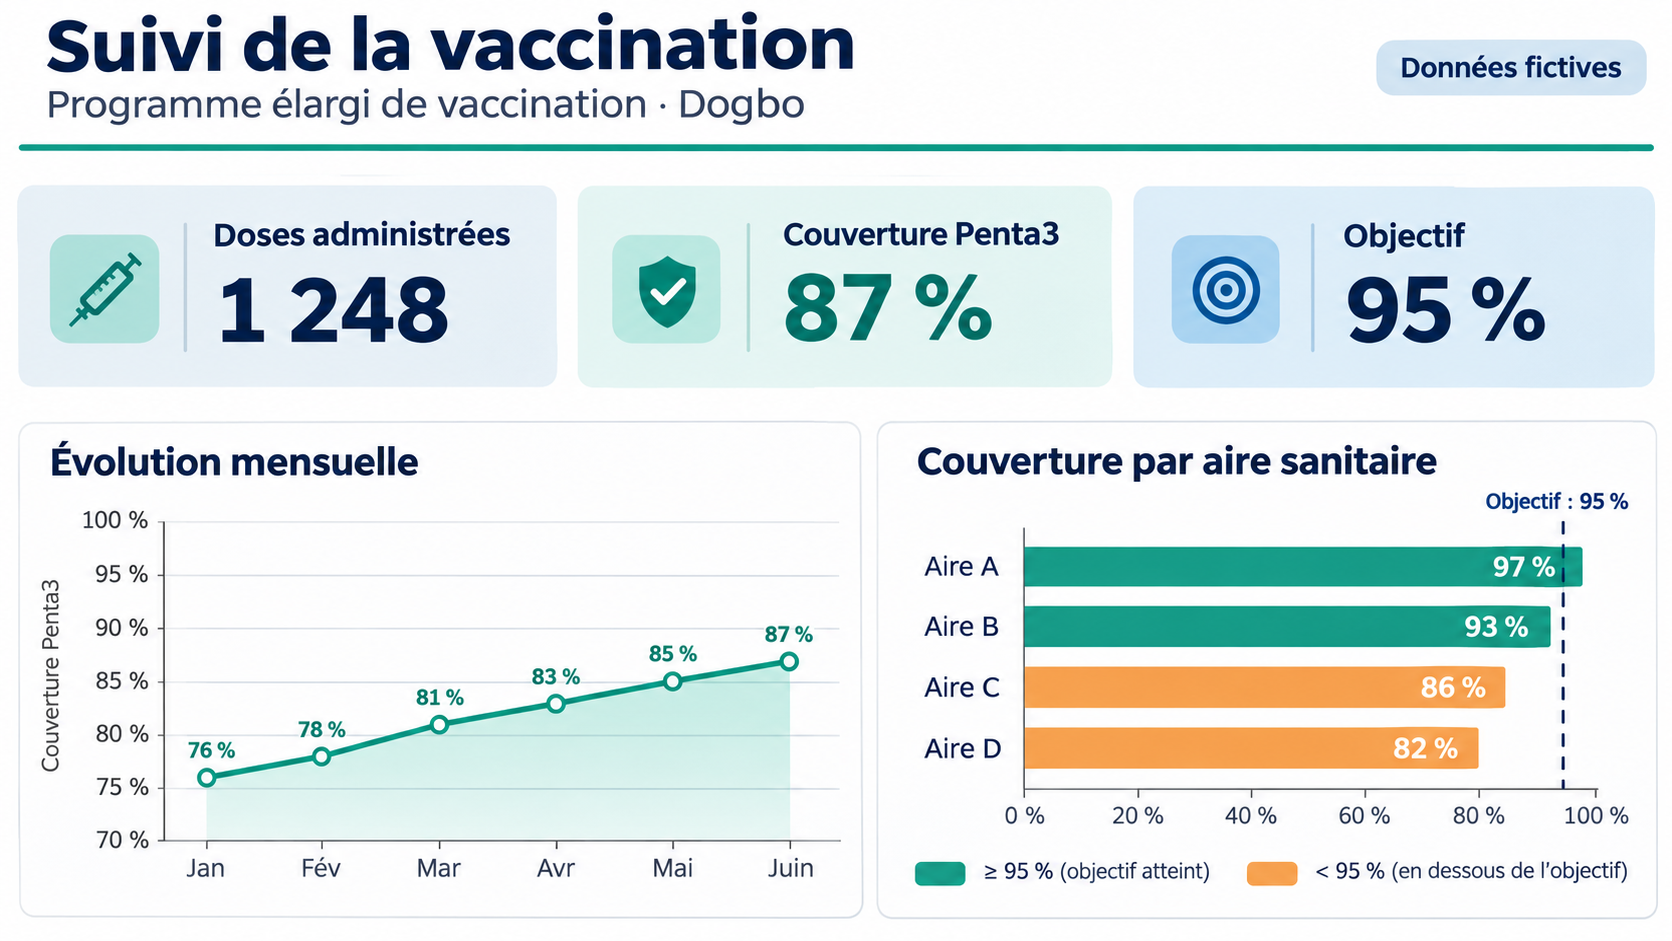 Suivi de la vaccination
Programme élargi de vaccination · Dogbo
Données fictives
Doses administrées
1 248
Couverture Penta3
87 %
Objectif
95 %
Évolution mensuelle
Couverture Penta3
100 %
95 %
90 %
85 %
80 %
75 %
70 %
76 %
78 %
81 %
83 %
85 %
87 %
Jan
Fév
Mar
Avr
Mai
Juin
Couverture par aire sanitaire
Objectif : 95 %
Aire A
97 %
Aire B
93 %
Aire C
86 %
Aire D
82 %
0 %
20 %
40 %
60 %
80 %
100 %
≥ 95 % (objectif atteint)
< 95 % (en dessous de l'objectif)